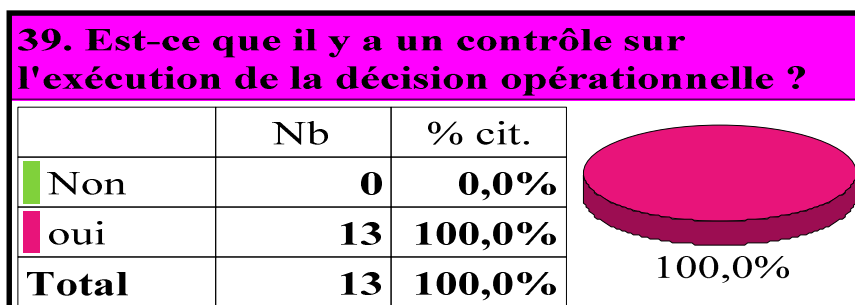 39. Est-ce que il y a un contrôle sur
l'exécution de la décision opérationnelle ?
Nb % cit.
Non 0 0,0%
oui 13 100,0%
Total 13 100,0%
100,0%